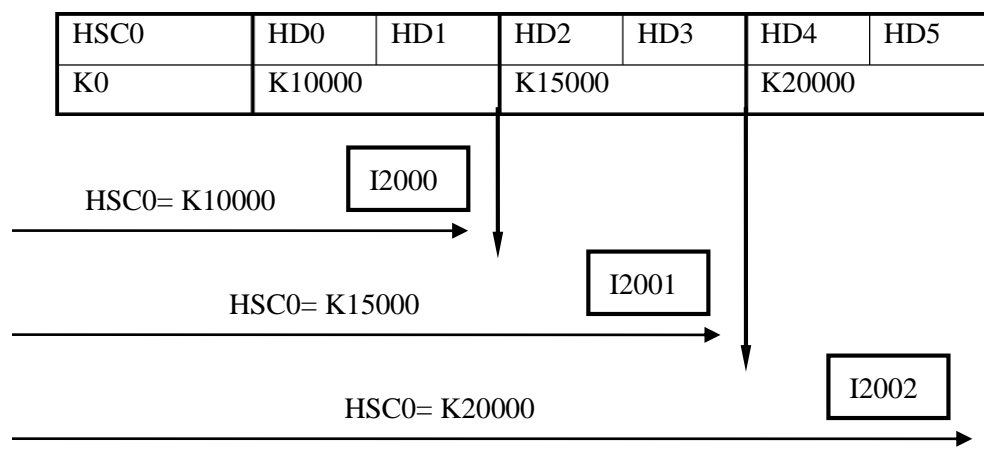 HSC0 HD0 HD1 HD2 HD3 HD4 HD5
K0 K10000 K15000 K20000
I2000
HSC0= K10000
I2001
HSC0= K15000
I2002
HSC0= K20000